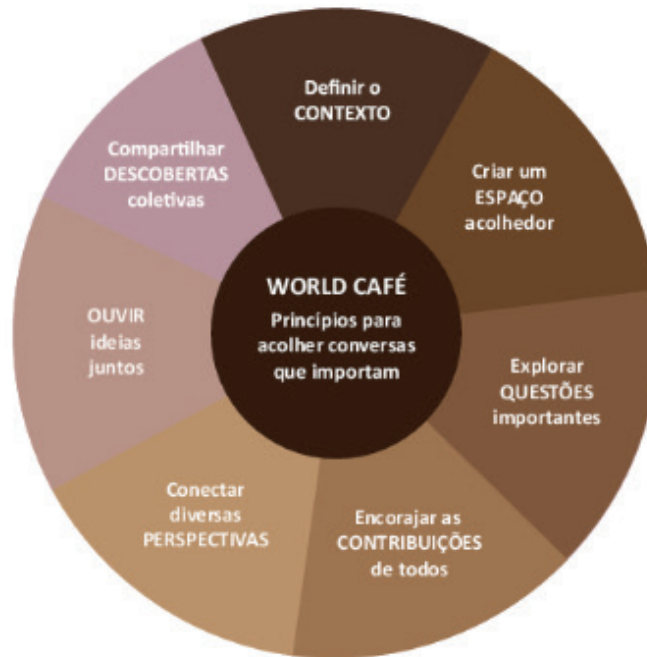 Definir o
CONTEXTO
Criar um
ESPAÇO
acolhedor
Explorar
QUESTÕES
importantes
Encorajar as
CONTRIBUIÇÕES
de todos
Conectar
diversas
PERSPECTIVAS
OUVIR
ideias
juntos
Compartilhar
DESCOBERTAS
coletivas
WORLD CAFÉ
Princípios para
acolher conversas
que importam